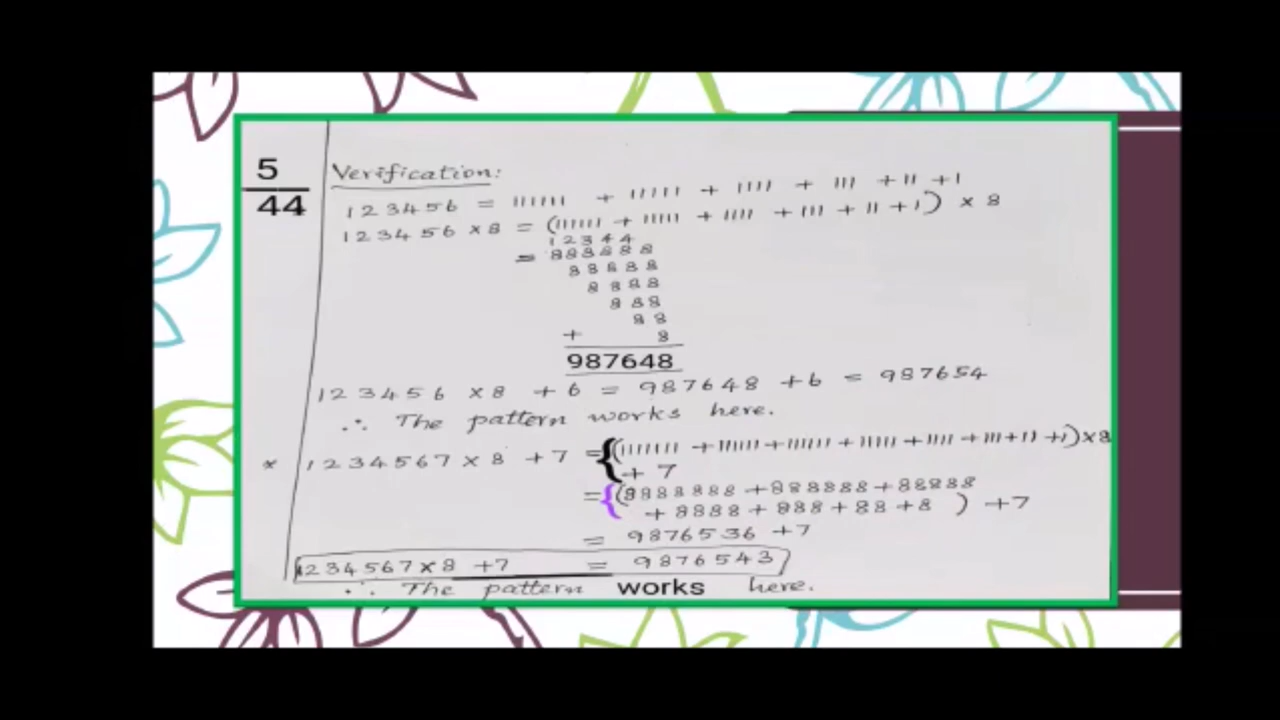 5
44
Verification:
123456 = 111111 + 11111 + 1111 + 111 + 11 + 1
123456 × 8 = (111111 + 11111 + 1111 + 111 + 11 + 1) × 8
12344
= 888888
88888
8888
888
88
+ 8
987648
123456 × 8 + 6 = 987648 + 6 = 987654
∴ The pattern works here.
* 1234567 × 8 + 7 = {(1111111 + 111111 + 111111 + 11111 + 1111 + 111 + 11 + 1) × 8
+ 7
= {(8888888 + 888888 + 88888
+ 8888 + 888 + 88 + 8 ) + 7
= 9876536 + 7
1234567 × 8 + 7 = 9876543
∴ The pattern works here.